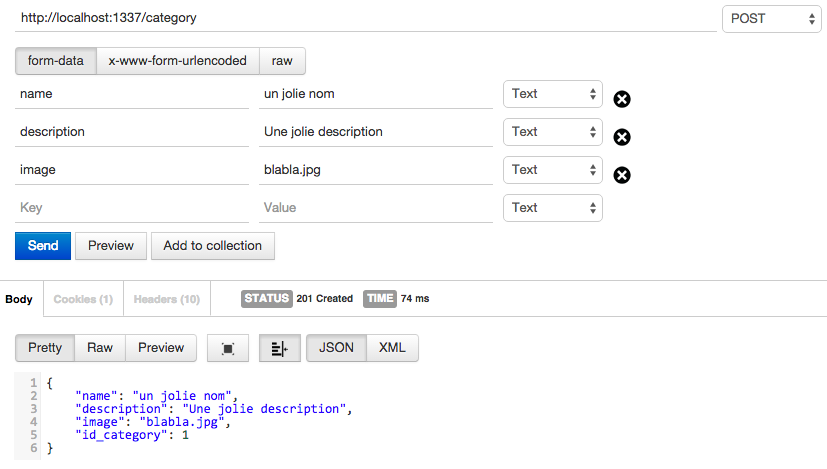 http://localhost:1337/category POST
form-data x-www-form-urlencoded raw
name un jolie nom Text
description Une jolie description Text
image blabla.jpg Text
Key Value Text
Send Preview Add to collection
Body Cookies (1) Headers (10) STATUS 201 Created TIME 74 ms
Pretty Raw Preview JSON XML
1 {
2 "name": "un jolie nom",
3 "description": "Une jolie description",
4 "image": "blabla.jpg",
5 "id_category": 1
6 }